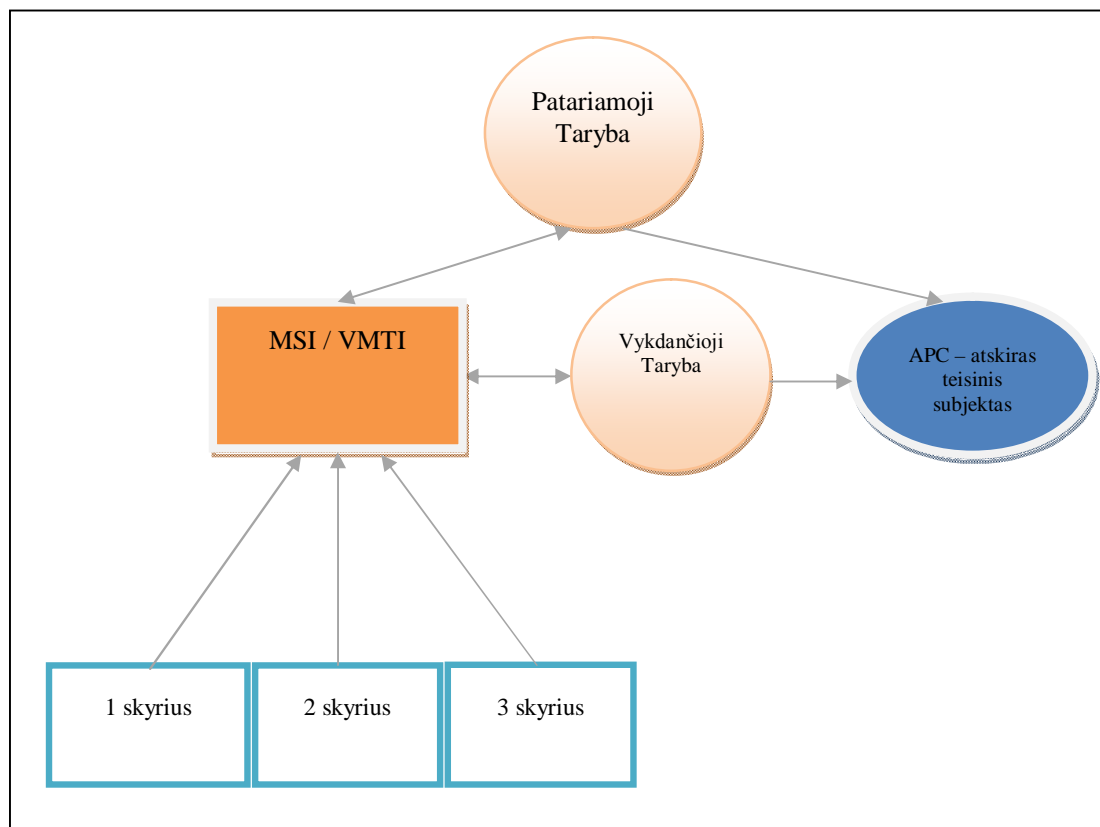 Patariamoji
Taryba
MSI / VMTI
Vykdančioji
Taryba
APC – atskiras
teisinis
subjektas
1 skyrius
2 skyrius
3 skyrius